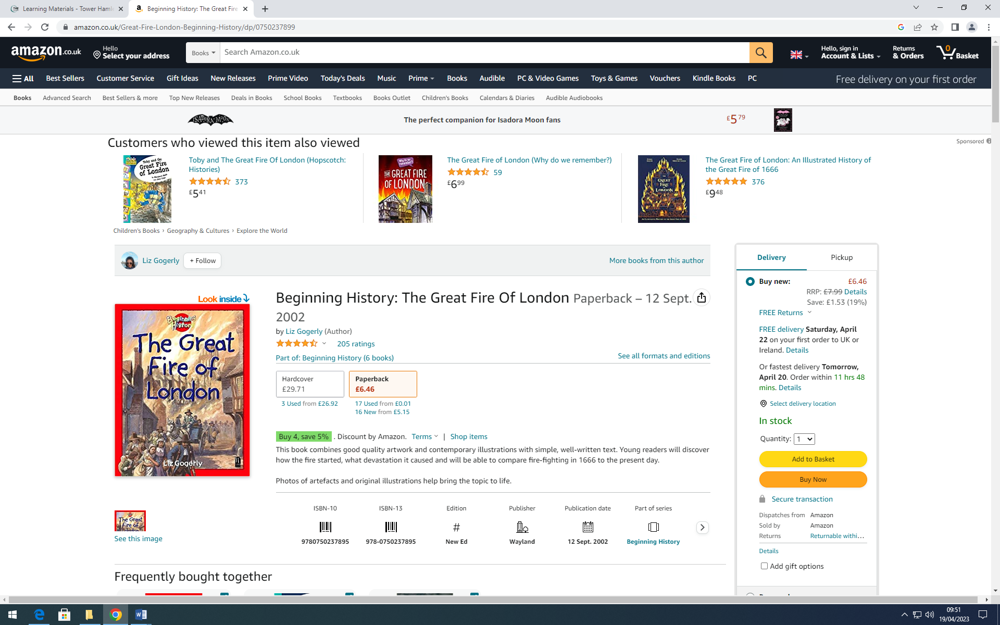 Learning Materials - Tower Haml
Beginning History: The Great Fire
amazon.co.uk/Great-Fire-London-Beginning-History/dp/0750237899
amazon.co.uk
Hello
Select your address
Books
Search Amazon.co.uk
Hello, sign in
Account & Lists
Returns
& Orders
0
Basket
All Best Sellers Customer Service Gift Ideas New Releases Prime Video Today's Deals Music Prime Books Audible PC & Video Games Toys & Games Vouchers Kindle Books PC
Free delivery on your first order
Books Advanced Search Best Sellers & more Top New Releases Deals in Books School Books Textbooks Books Outlet Children's Books Calendars & Diaries Audible Audiobooks
ISADORA MOON
The perfect companion for Isadora Moon fans
£5 79
Customers who viewed this item also viewed
Sponsored
Toby and the
Great Fire
of London
Toby and The Great Fire Of London (Hopscotch:
Histories)
373
£5 41
Why do we
remember?
THE GREAT FIRE
OF LONDON
The Great Fire of London (Why do we remember?)
59
£6 99
THE
GREAT
FIRE
OF
LONDON
AN ILLUSTRATED HISTORY OF THE GREAT FIRE OF 1666
The Great Fire of London: An Illustrated History of
the Great Fire of 1666
376
£9 48
Children's Books › Geography & Cultures › Explore the World
Liz Gogerly
+ Follow
More books from this author
Look inside
Beginning
History
The Great
Fire of
London
Liz Gogerly
The Great
Fire of
London
See this image
Beginning History: The Great Fire Of London Paperback – 12 Sept.
2002
by Liz Gogerly (Author)
205 ratings
Part of: Beginning History (6 books)
See all formats and editions
Hardcover
£29.71
3 Used from £26.92
Paperback
£6.46
17 Used from £0.01
16 New from £5.15
Buy 4, save 5% . Discount by Amazon. Terms | Shop items
This book combines good quality artwork and contemporary illustrations with simple, well-written text. Young readers will discover
how the fire started, what devastation it caused and will be able to compare fire-fighting in 1666 to the present day.
Photos of artefacts and original illustrations help bring the topic to life.
ISBN-10
9780750237895
ISBN-13
978-0750237895
Edition
#
New Ed
Publisher
Wayland
Publication date
12 Sept. 2002
Part of series
Beginning History
Frequently bought together
Delivery
Pickup
Buy new:
£6.46
RRP: £7.99 Details
Save: £1.53 (19%)
FREE Returns
FREE delivery Saturday, April
22 on your first order to UK or
Ireland. Details
Or fastest delivery Tomorrow,
April 20. Order within 11 hrs 48
mins. Details
Select delivery location
In stock
Quantity: 1
Add to Basket
Buy Now
Secure transaction
Dispatches from Amazon
Sold by Amazon
Returns Returnable withi...
Details
Add gift options
09:51
19/04/2023